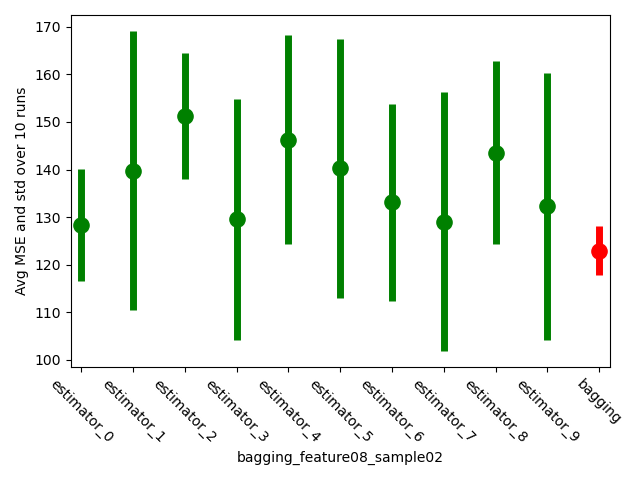 Avg MSE and std over 10 runs
170
160
150
140
130
120
110
100
estimator_0
estimator_1
estimator_2
estimator_3
estimator_4
estimator_5
estimator_6
estimator_7
estimator_8
estimator_9
bagging
bagging_feature08_sample02